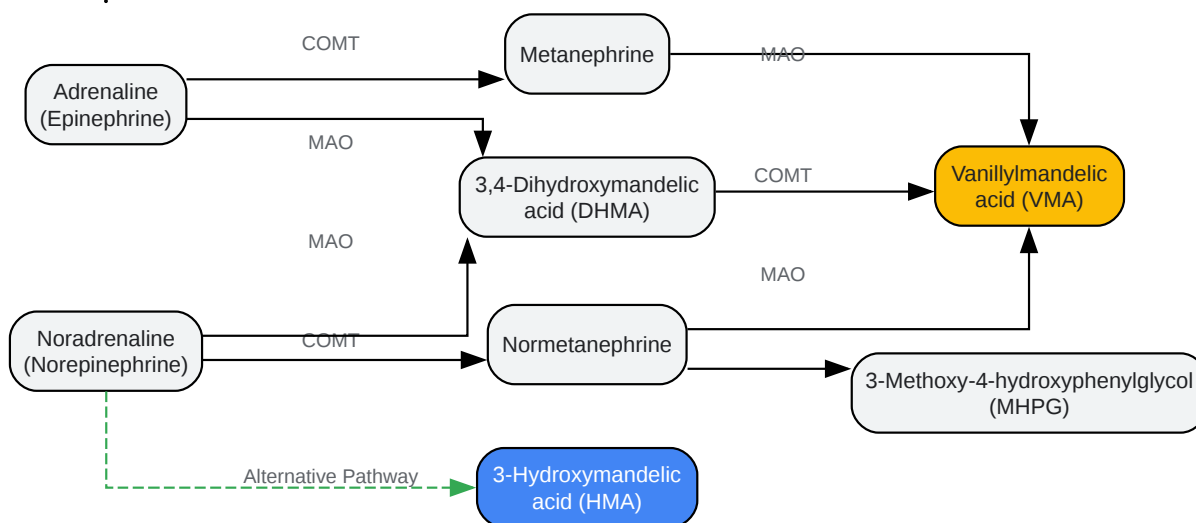 COMT
Metanephrine
MAO
Adrenaline
(Epinephrine)
MAO
3,4-Dihydroxymandelic
acid (DHMA)
COMT
Vanillylmandelic
acid (VMA)
MAO
MAO
Noradrenaline
(Norepinephrine)
COMT
Normetanephrine
3-Methoxy-4-hydroxyphenylglycol
(MHPG)
Alternative Pathway
3-Hydroxymandelic
acid (HMA)